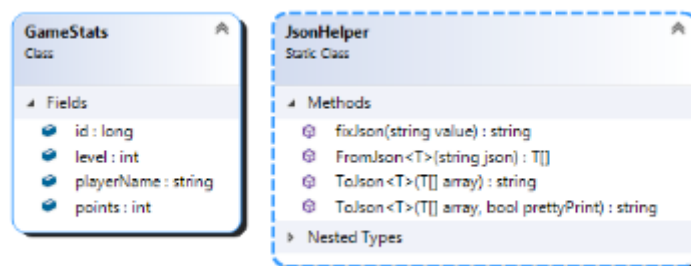 GameStats
Class
Fields
id : long
level : int
playerName : string
points : int
JsonHelper
Static Class
Methods
fixJson(string value) : string
FromJson<T>(string json) : T[]
ToJson<T>(T[] array) : string
ToJson<T>(T[] array, bool prettyPrint) : string
Nested Types